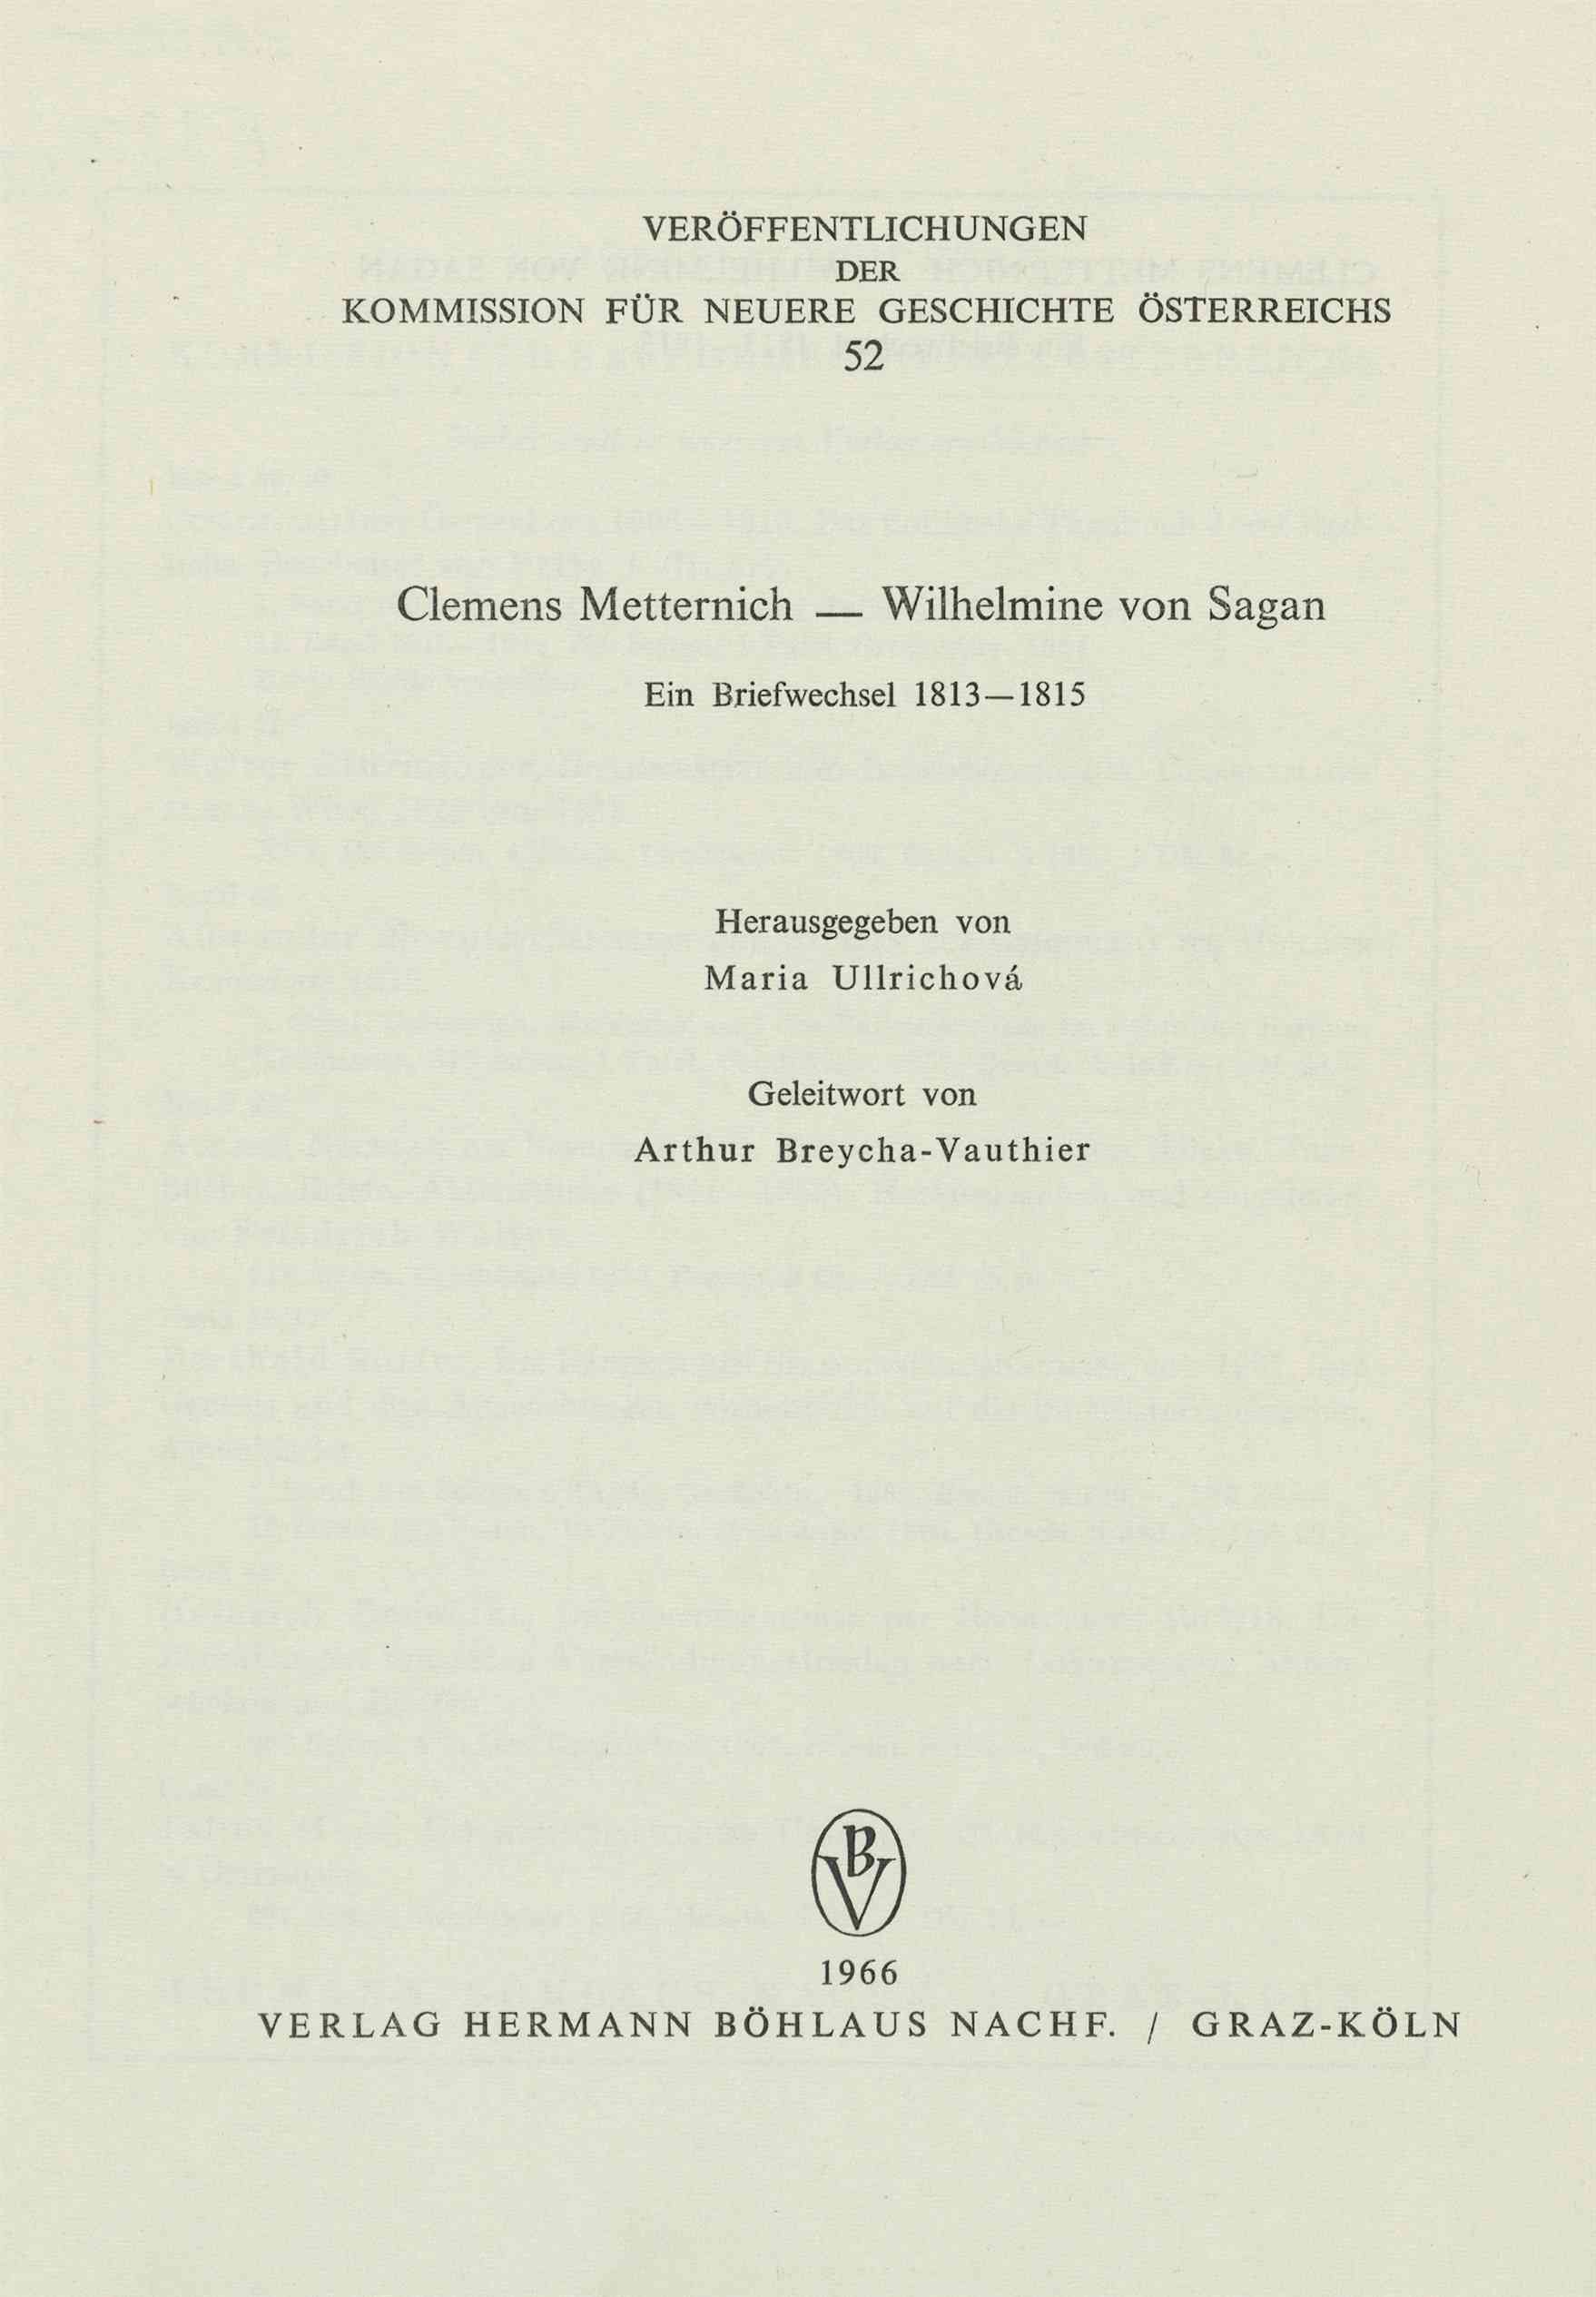 VERÖFFENTLICHUNGEN
DER
KOMMISSION FÜR NEUERE GESCHICHTE ÖSTERREICHS
52
Clemens Metternich — Wilhelmine von Sagan
Ein Briefwechsel 1813—1815
Herausgegeben von
Maria Ullrichová
Geleitwort von
Arthur Breycha-Vauthier
BV
1966
VERLAG HERMANN BÖHLAUS NACHF. / GRAZ-KÖLN